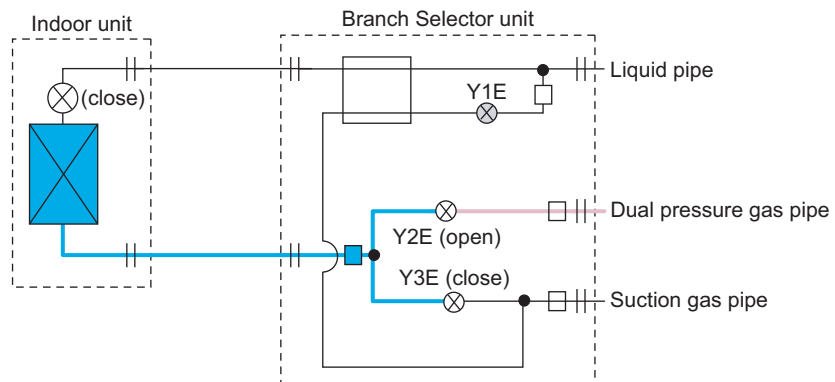 Indoor unit
Branch Selector unit
(close)
Y1E
Liquid pipe
Y2E (open)
Dual pressure gas pipe
Y3E (close)
Suction gas pipe